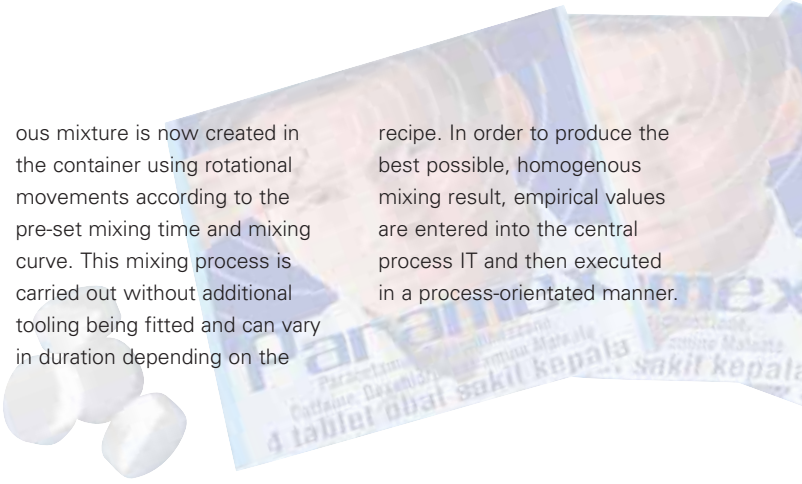 ous mixture is now created in
the container using rotational
movements according to the
pre-set mixing time and mixing
curve. This mixing process is
carried out without additional
tooling being fitted and can vary
in duration depending on the
recipe. In order to produce the
best possible, homogenous
mixing result, empirical values
are entered into the central
process IT and then executed
in a process-orientated manner.
Paramex
4 tablet obat sakit kepala
mex
sakit kepala